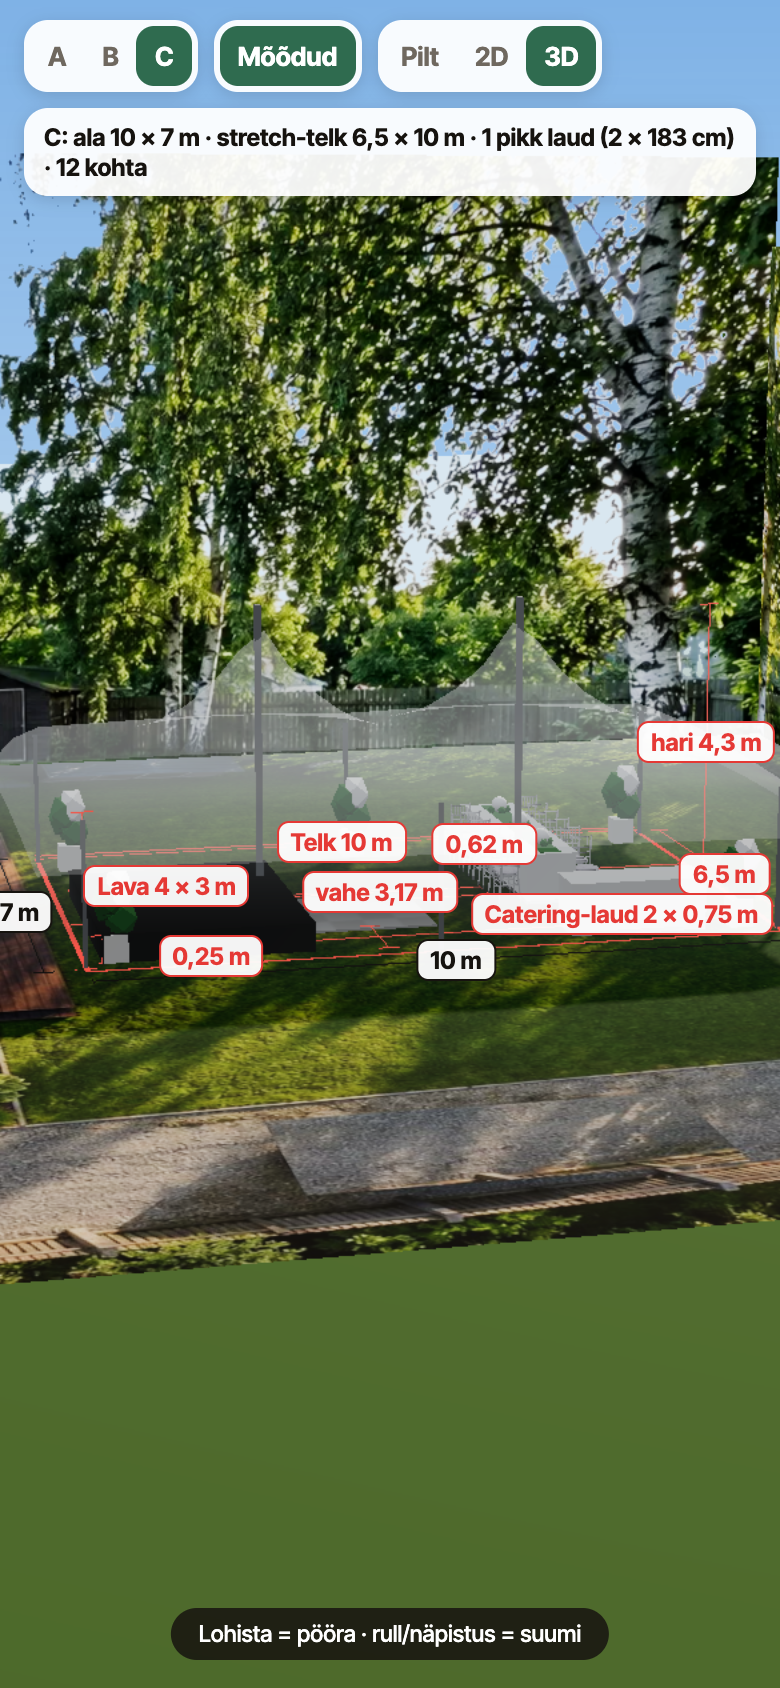 A B C Mõõdud Pilt 2D 3D
C: ala 10 × 7 m · stretch-telk 6,5 × 10 m · 1 pikk laud (2 × 183 cm)
· 12 kohta
hari 4,3 m
Telk 10 m
0,62 m
6,5 m
Lava 4 × 3 m
vahe 3,17 m
7 m
Catering-laud 2 × 0,75 m
0,25 m
10 m
Lohista = pööra · rull/näpistus = suumi